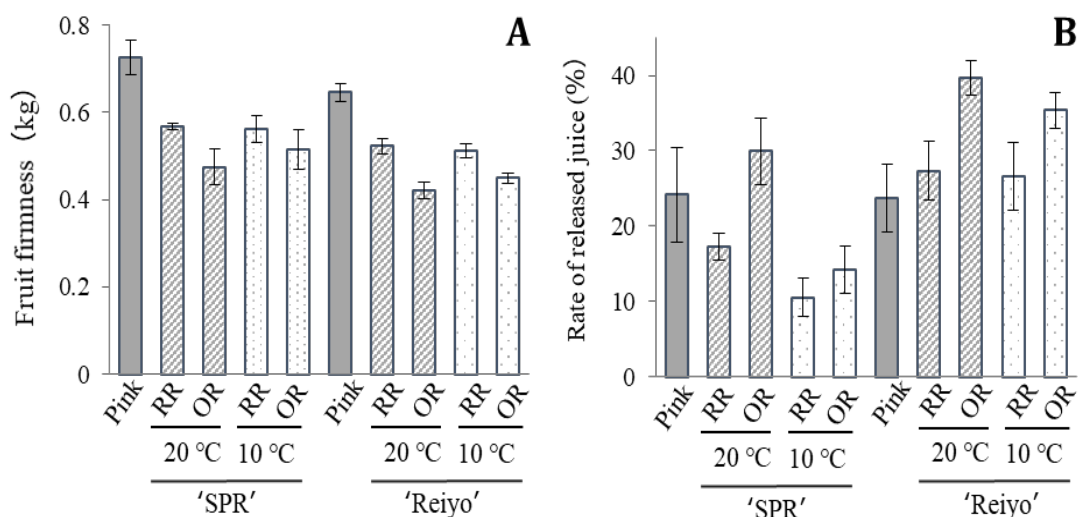 A
Fruit firmness (kg)
0.8
0.6
0.4
0.2
0
Pink RR OR RR OR Pink RR OR RR OR
20 °C 10 °C 20 °C 10 °C
‘SPR’ ‘Reiyo’
B
Rate of released juice (%)
40
30
20
10
0
Pink RR OR RR OR Pink RR OR RR OR
20 °C 10 °C 20 °C 10 °C
‘SPR’ ‘Reiyo’